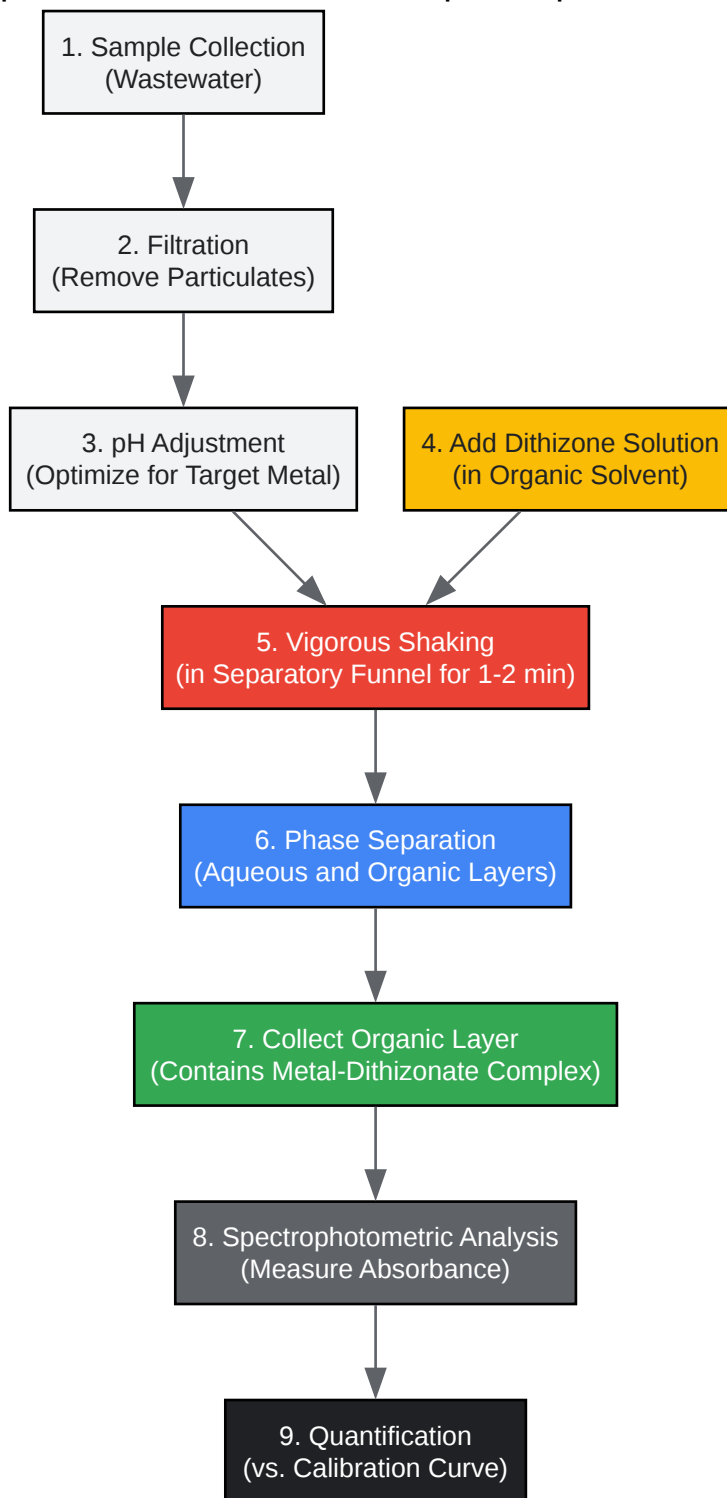 1. Sample Collection
(Wastewater)
2. Filtration
(Remove Particulates)
3. pH Adjustment
(Optimize for Target Metal)
4. Add Dithizone Solution
(in Organic Solvent)
5. Vigorous Shaking
(in Separatory Funnel for 1-2 min)
6. Phase Separation
(Aqueous and Organic Layers)
7. Collect Organic Layer
(Contains Metal-Dithizonate Complex)
8. Spectrophotometric Analysis
(Measure Absorbance)
9. Quantification
(vs. Calibration Curve)